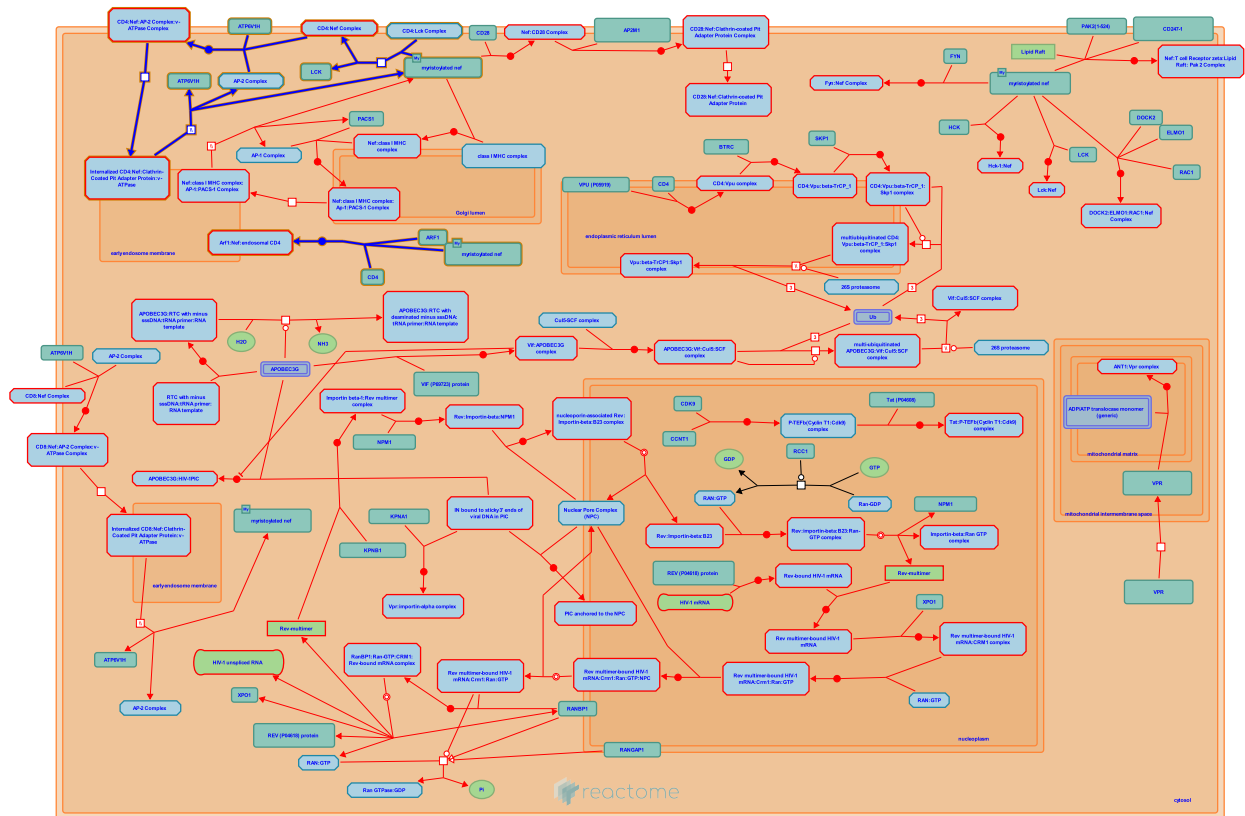 CD4:Nef:AP-2 Complex:v-
ATPase Complex
ATP6V1H
CD4:Nef Complex
CD4:Lck Complex
CD28
Nef:CD28 Complex
AP2M1
CD28:Nef:Clathrin-coated Pit
Adapter Protein Complex
PAK2(1-524)
CD247-1
Lipid Raft
Nef:T cell Receptor zeta:Lipid
Raft: Pak 2 Complex
LCK
ATP6V1H
AP-2 Complex
myristoylated nef
CD28:Nef:Clathrin-coated Pit
Adapter Protein
FYN
Fyn:Nef Complex
myristoylated nef
HCK
Hck-1:Nef
LCK
Lck:Nef
DOCK2
ELMO1
RAC1
DOCK2:ELMO1:RAC1:Nef
Complex
PACS1
AP-1 Complex
Nef:class I MHC
complex
class I MHC complex
Internalized CD4:Nef:Clathrin-
Coated Pit Adapter Protein:v-
ATPase
Nef:class I MHC complex:
AP-1:PACS-1 Complex
Nef:class I MHC complex:
Ap-1:PACS-1 Complex
Golgi lumen
early endosome membrane
Arf1:Nef:endosomal CD4
ARF1
myristoylated nef
CD4
BTRC
SKP1
VPU (P05919)
CD4
CD4:Vpu complex
CD4:Vpu:beta-TrCP_1
CD4:Vpu:beta-TrCP_1:
Skp1 complex
endoplasmic reticulum lumen
multiubiquitinated CD4:
Vpu:beta-TrCP_1:Skp1
complex
Vpu:beta-TrCP1:Skp1
complex
26S proteasome
Ub
Vif:Cul5:SCF complex
26S proteasome
APOBEC3G:RTC with minus
sssDNA:tRNA primer:RNA
template
H2O
NH3
APOBEC3G:RTC with
deaminated minus sssDNA:
tRNA primer:RNA template
Cul5-SCF complex
Vif:APOBEC3G
complex
APOBEC3G:Vif:Cul5:SCF
complex
multi-ubiquitinated
APOBEC3G:Vif:Cul5:SCF
complex
ATP6V1H
AP-2 Complex
APOBEC3G
CD8:Nef Complex
RTC with minus
sssDNA:tRNA primer:
RNA template
VIF (P69723) protein
ANT1:Vpr complex
ADP/ATP translocase monomer
(generic)
mitochondrial matrix
VPR
mitochondrial intermembrane space
VPR
CD8:Nef:AP-2 Complex:v-
ATPase Complex
Importin beta-1:Rev multimer
complex
NPM1
Rev:Importin-beta:NPM1
nucleoporin-associated Rev:
Importin-beta:B23 complex
CDK9
CCNT1
P-TEFb(Cyclin T1:Cdk9)
complex
Tat (P04608)
Tat:P-TEFb(Cyclin T1:Cdk9)
complex
APOBEC3G:HIV-1 PIC
RCC1
GDP
GTP
RAN:GTP
Ran-GDP
Internalized CD8:Nef:Clathrin-
Coated Pit Adapter Protein:v-
ATPase
myristoylated nef
early endosome membrane
IN bound to sticky 3' ends of
viral DNA in PIC
KPNA1
KPNB1
Nuclear Pore Complex
(NPC)
Rev:Importin-beta:B23
Rev:Importin-beta:B23:Ran-
GTP complex
NPM1
Importin-beta:Ran GTP
complex
Rev-multimer
REV (P04618) protein
HIV-1 mRNA
Rev-bound HIV-1 mRNA
Vpr:importin-alpha complex
PIC anchored to the NPC
XPO1
Rev multimer-bound HIV-1
mRNA
Rev multimer-bound HIV-1
mRNA:CRM1 complex
Rev-multimer
HIV-1 unspliced RNA
RanBP1:Ran-GTP:CRM1:
Rev-bound mRNA complex
Rev multimer-bound HIV-1
mRNA:Crm1:Ran:GTP
Rev multimer-bound HIV-1
mRNA:Crm1:Ran:GTP:NPC
Rev multimer-bound HIV-1
mRNA:Crm1:Ran:GTP
RAN:GTP
ATP6V1H
AP-2 Complex
XPO1
REV (P04618) protein
RAN:GTP
RANBP1
RANGAP1
nucleoplasm
Ran GTPase:GDP
Pi
reactome
cytosol